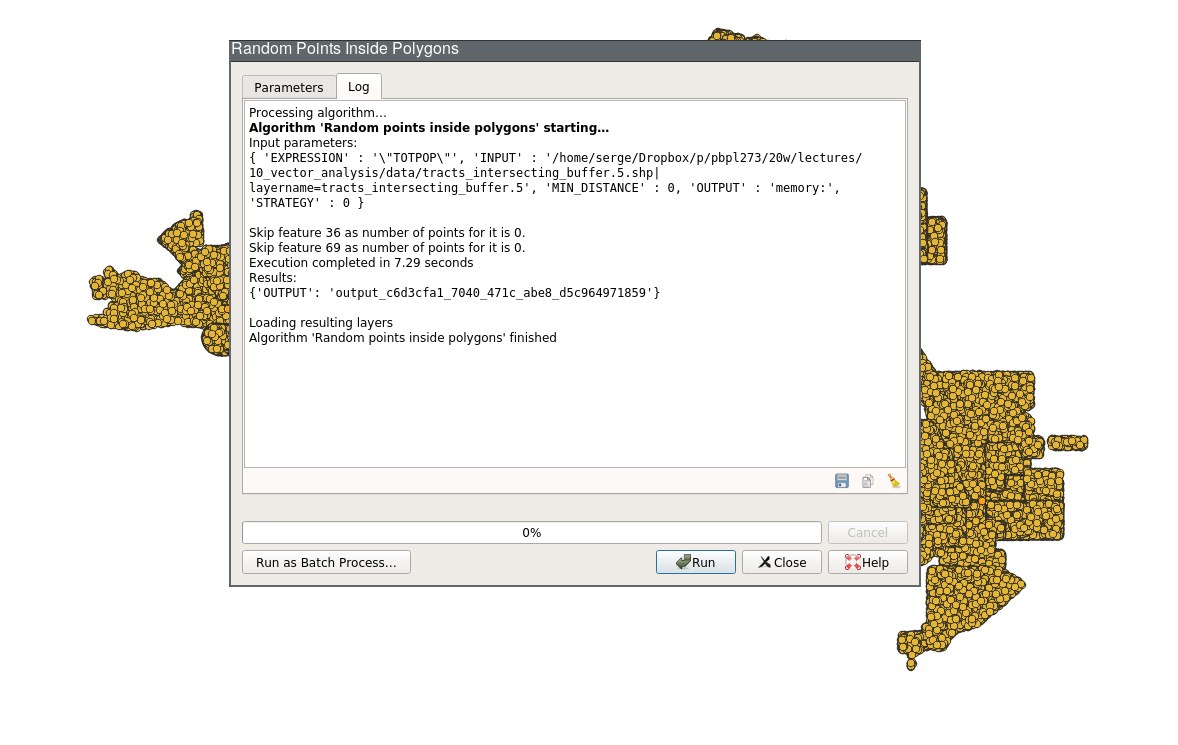 Random Points Inside Polygons
Parameters Log
Processing algorithm…
Algorithm 'Random points inside polygons' starting…
Input parameters:
{ 'EXPRESSION' : '\"TOTPOP\"', 'INPUT' : '/home/serge/Dropbox/p/pbpl273/20w/lectures/
10_vector_analysis/data/tracts_intersecting_buffer.5.shp|
layername=tracts_intersecting_buffer.5', 'MIN_DISTANCE' : 0, 'OUTPUT' : 'memory:',
'STRATEGY' : 0 }
Skip feature 36 as number of points for it is 0.
Skip feature 69 as number of points for it is 0.
Execution completed in 7.29 seconds
Results:
{'OUTPUT': 'output_c6d3cfa1_7040_471c_abe8_d5c964971859'}
Loading resulting layers
Algorithm 'Random points inside polygons' finished
0%
Cancel
Run as Batch Process…
Run
Close
Help